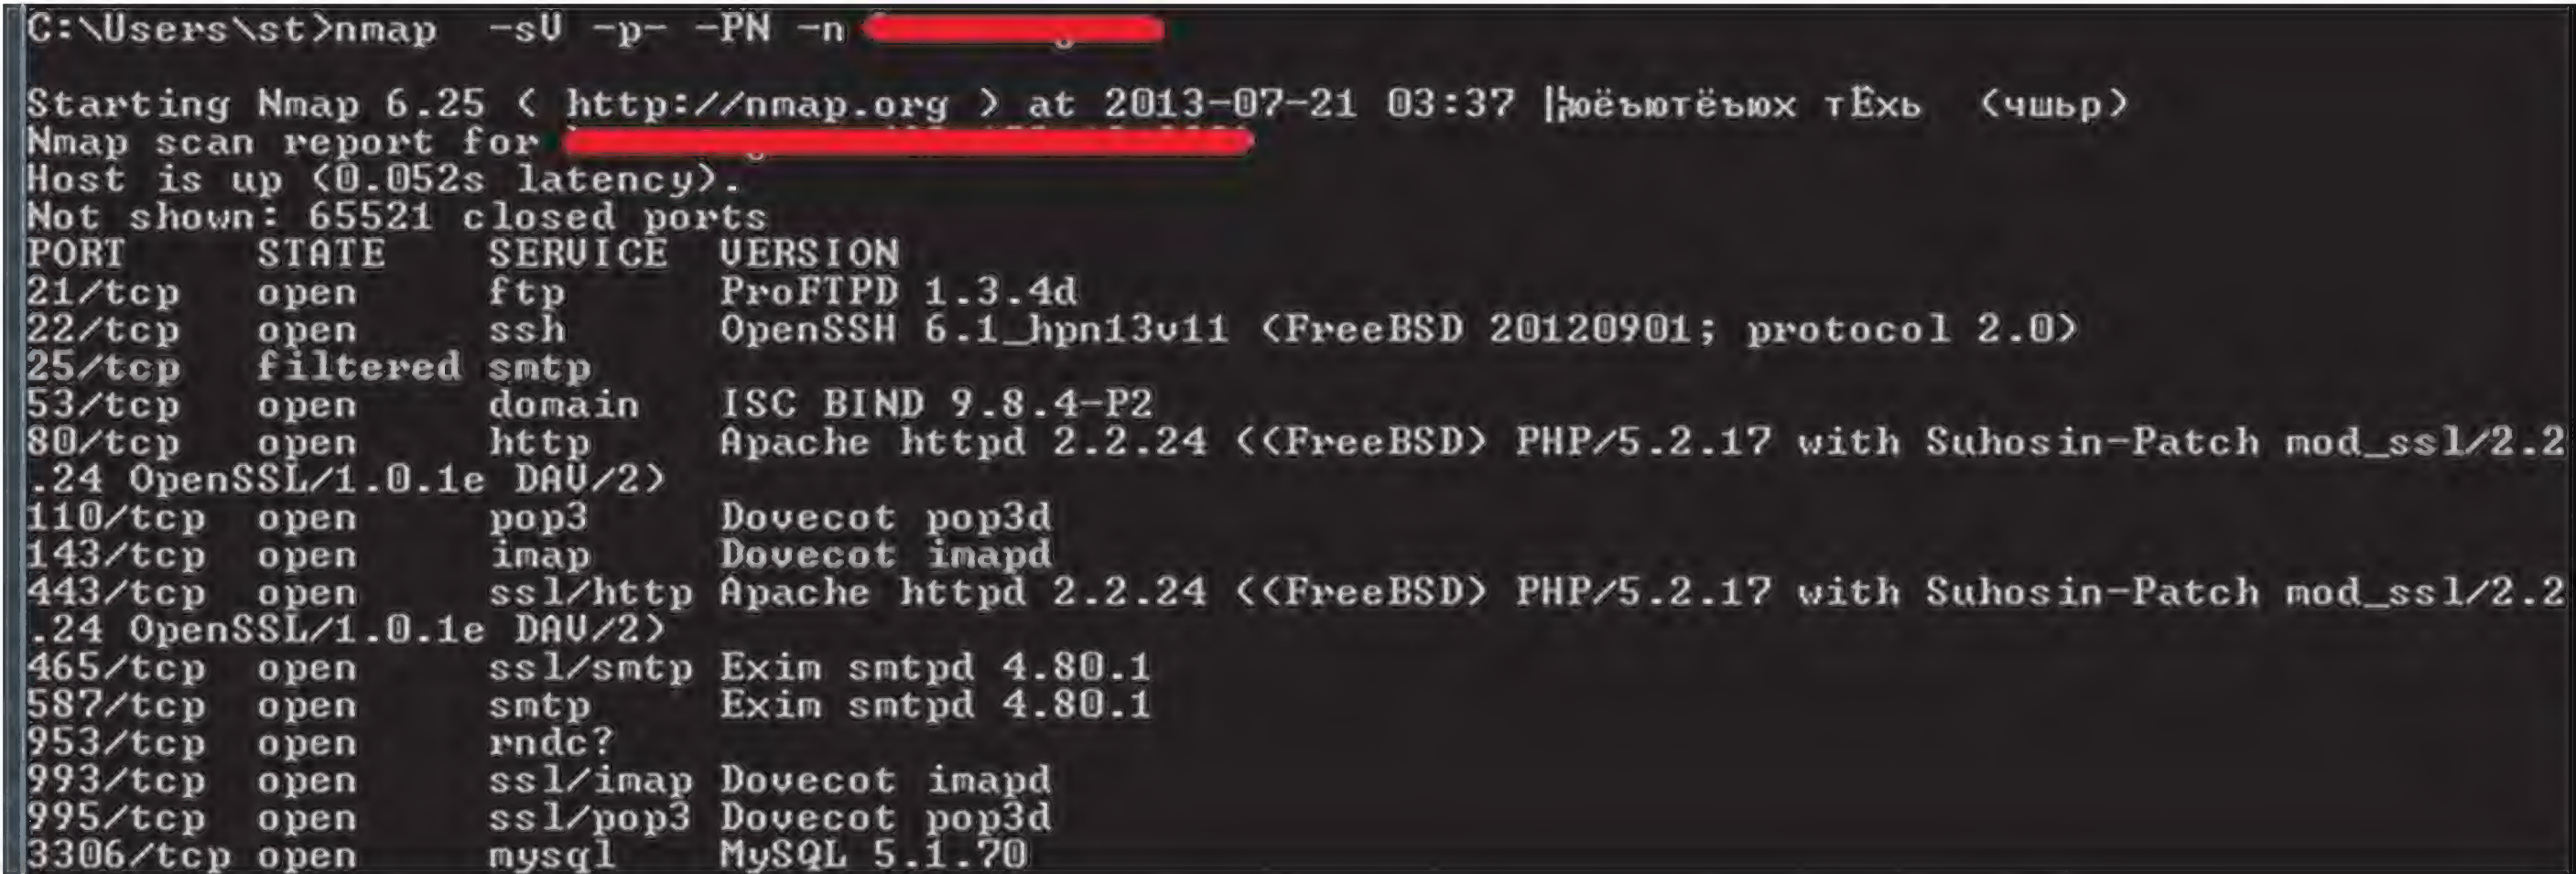 C:\Users\st>nmap -sV -p- -PN -n
Starting Nmap 6.25 ( http://nmap.org ) at 2013-07-21 03:37 ╠юёъютёъюх тЁхь (чшьр)
Nmap scan report for
Host is up (0.052s latency).
Not shown: 65521 closed ports
PORT STATE SERVICE VERSION
21/tcp open ftp ProFTPD 1.3.4d
22/tcp open ssh OpenSSH 6.1_hpn13v11 (FreeBSD 20120901; protocol 2.0)
25/tcp filtered smtp
53/tcp open domain ISC BIND 9.8.4-P2
80/tcp open http Apache httpd 2.2.24 ((FreeBSD) PHP/5.2.17 with Suhosin-Patch mod_ssl/2.2
.24 OpenSSL/1.0.1e DAV/2)
110/tcp open pop3 Dovecot pop3d
143/tcp open imap Dovecot imapd
443/tcp open ssl/http Apache httpd 2.2.24 ((FreeBSD) PHP/5.2.17 with Suhosin-Patch mod_ssl/2.2
.24 OpenSSL/1.0.1e DAV/2)
465/tcp open ssl/smtp Exim smtpd 4.80.1
587/tcp open smtp Exim smtpd 4.80.1
953/tcp open rndc?
993/tcp open ssl/imap Dovecot imapd
995/tcp open ssl/pop3 Dovecot pop3d
3306/tcp open mysql MySQL 5.1.70